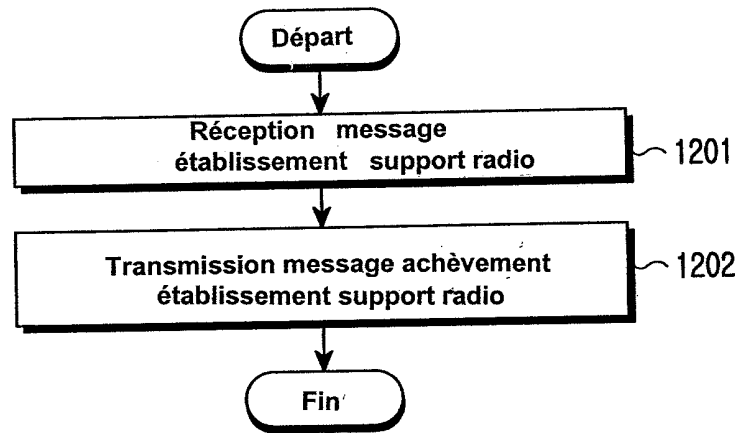 Départ
Réception message
établissement support radio
1201
Transmission message achèvement
établissement support radio
1202
Fin